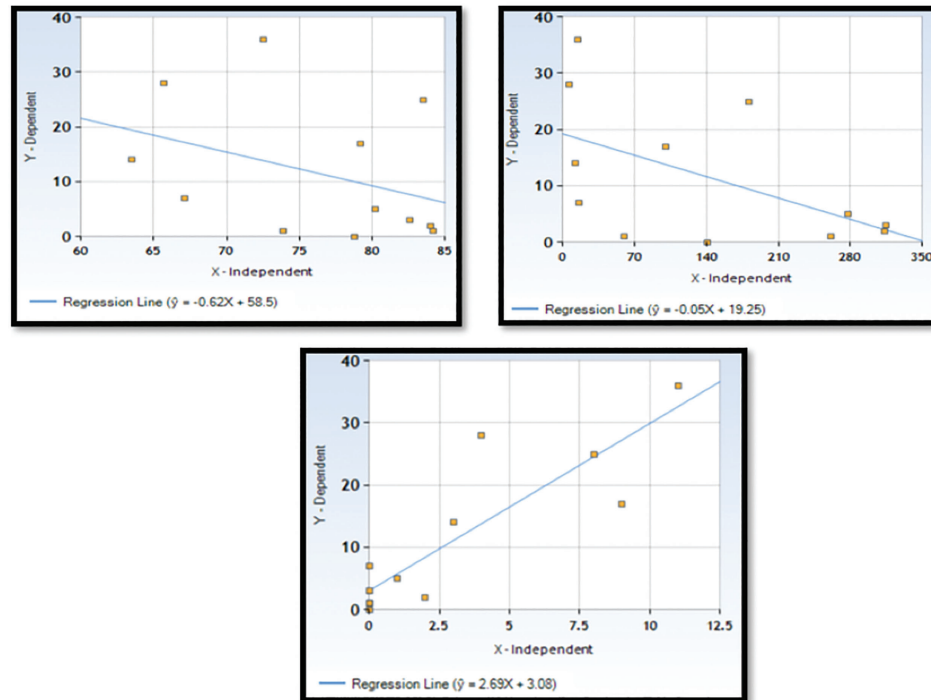 40
30
20
10
0
60 65 70 75 80 85
Y - Dependent
X - Independent
Regression Line (ŷ = -0.62X + 58.5)
40
30
20
10
0
0 70 140 210 280 350
Y - Dependent
X - Independent
Regression Line (ŷ = -0.05X + 19.25)
40
30
20
10
0
0 2.5 5 7.5 10 12.5
Y - Dependent
X - Independent
Regression Line (ŷ = 2.69X + 3.08)